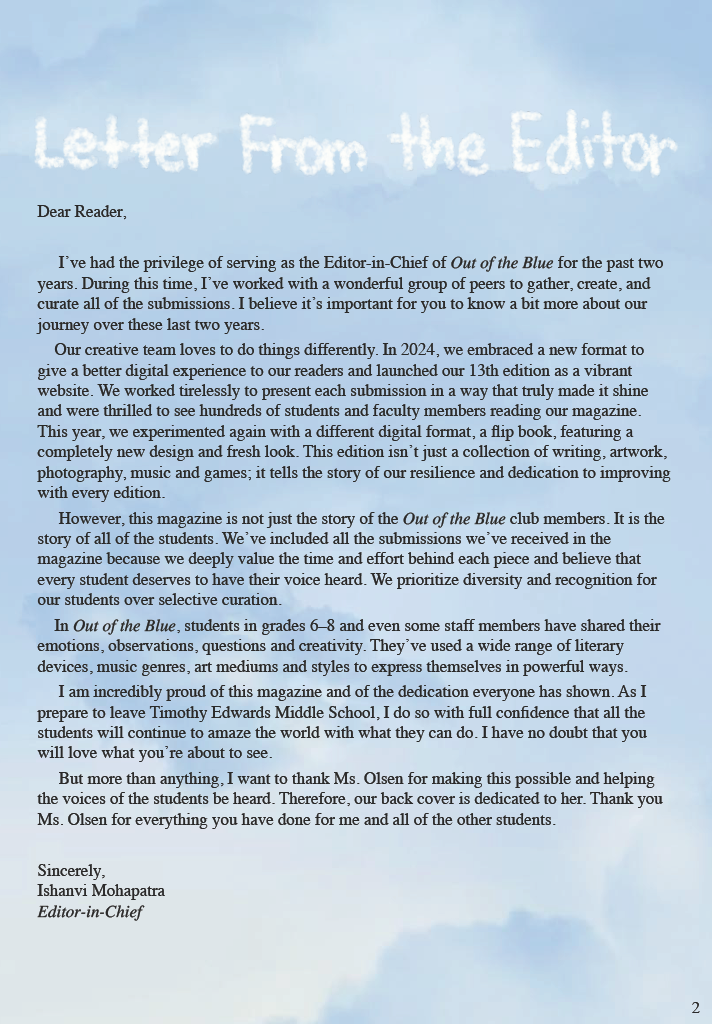 Letter From the Editor
Dear Reader,
I’ve had the privilege of serving as the Editor-in-Chief of Out of the Blue for the past two
years. During this time, I’ve worked with a wonderful group of peers to gather, create, and
curate all of the submissions. I believe it’s important for you to know a bit more about our
journey over these last two years.
Our creative team loves to do things differently. In 2024, we embraced a new format to
give a better digital experience to our readers and launched our 13th edition as a vibrant
website. We worked tirelessly to present each submission in a way that truly made it shine
and were thrilled to see hundreds of students and faculty members reading our magazine.
This year, we experimented again with a different digital format, a flip book, featuring a
completely new design and fresh look. This edition isn’t just a collection of writing, artwork,
photography, music and games; it tells the story of our resilience and dedication to improving
with every edition.
However, this magazine is not just the story of the Out of the Blue club members. It is the
story of all of the students. We’ve included all the submissions we’ve received in the
magazine because we deeply value the time and effort behind each piece and believe that
every student deserves to have their voice heard. We prioritize diversity and recognition for
our students over selective curation.
In Out of the Blue, students in grades 6–8 and even some staff members have shared their
emotions, observations, questions and creativity. They’ve used a wide range of literary
devices, music genres, art mediums and styles to express themselves in powerful ways.
I am incredibly proud of this magazine and of the dedication everyone has shown. As I
prepare to leave Timothy Edwards Middle School, I do so with full confidence that all the
students will continue to amaze the world with what they can do. I have no doubt that you
will love what you’re about to see.
But more than anything, I want to thank Ms. Olsen for making this possible and helping
the voices of the students be heard. Therefore, our back cover is dedicated to her. Thank you
Ms. Olsen for everything you have done for me and all of the other students.
Sincerely,
Ishanvi Mohapatra
Editor-in-Chief
2